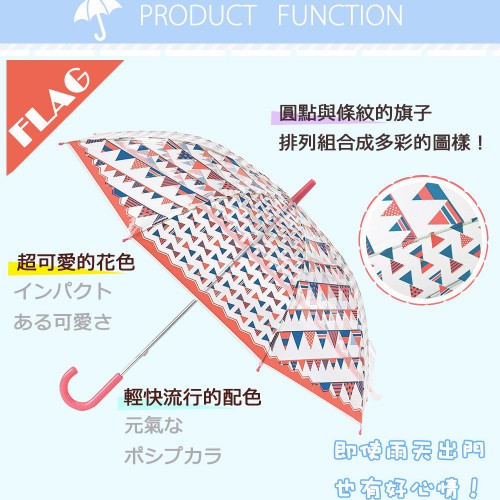 PRODUCT FUNCTION
FLAG
圓點與條紋的旗子
排列組合成多彩的圖樣！
超可愛的花色
インパクト
ある可愛さ
輕快流行的配色
元氣な
ポシプカラ
即使雨天出門
也有好心情！